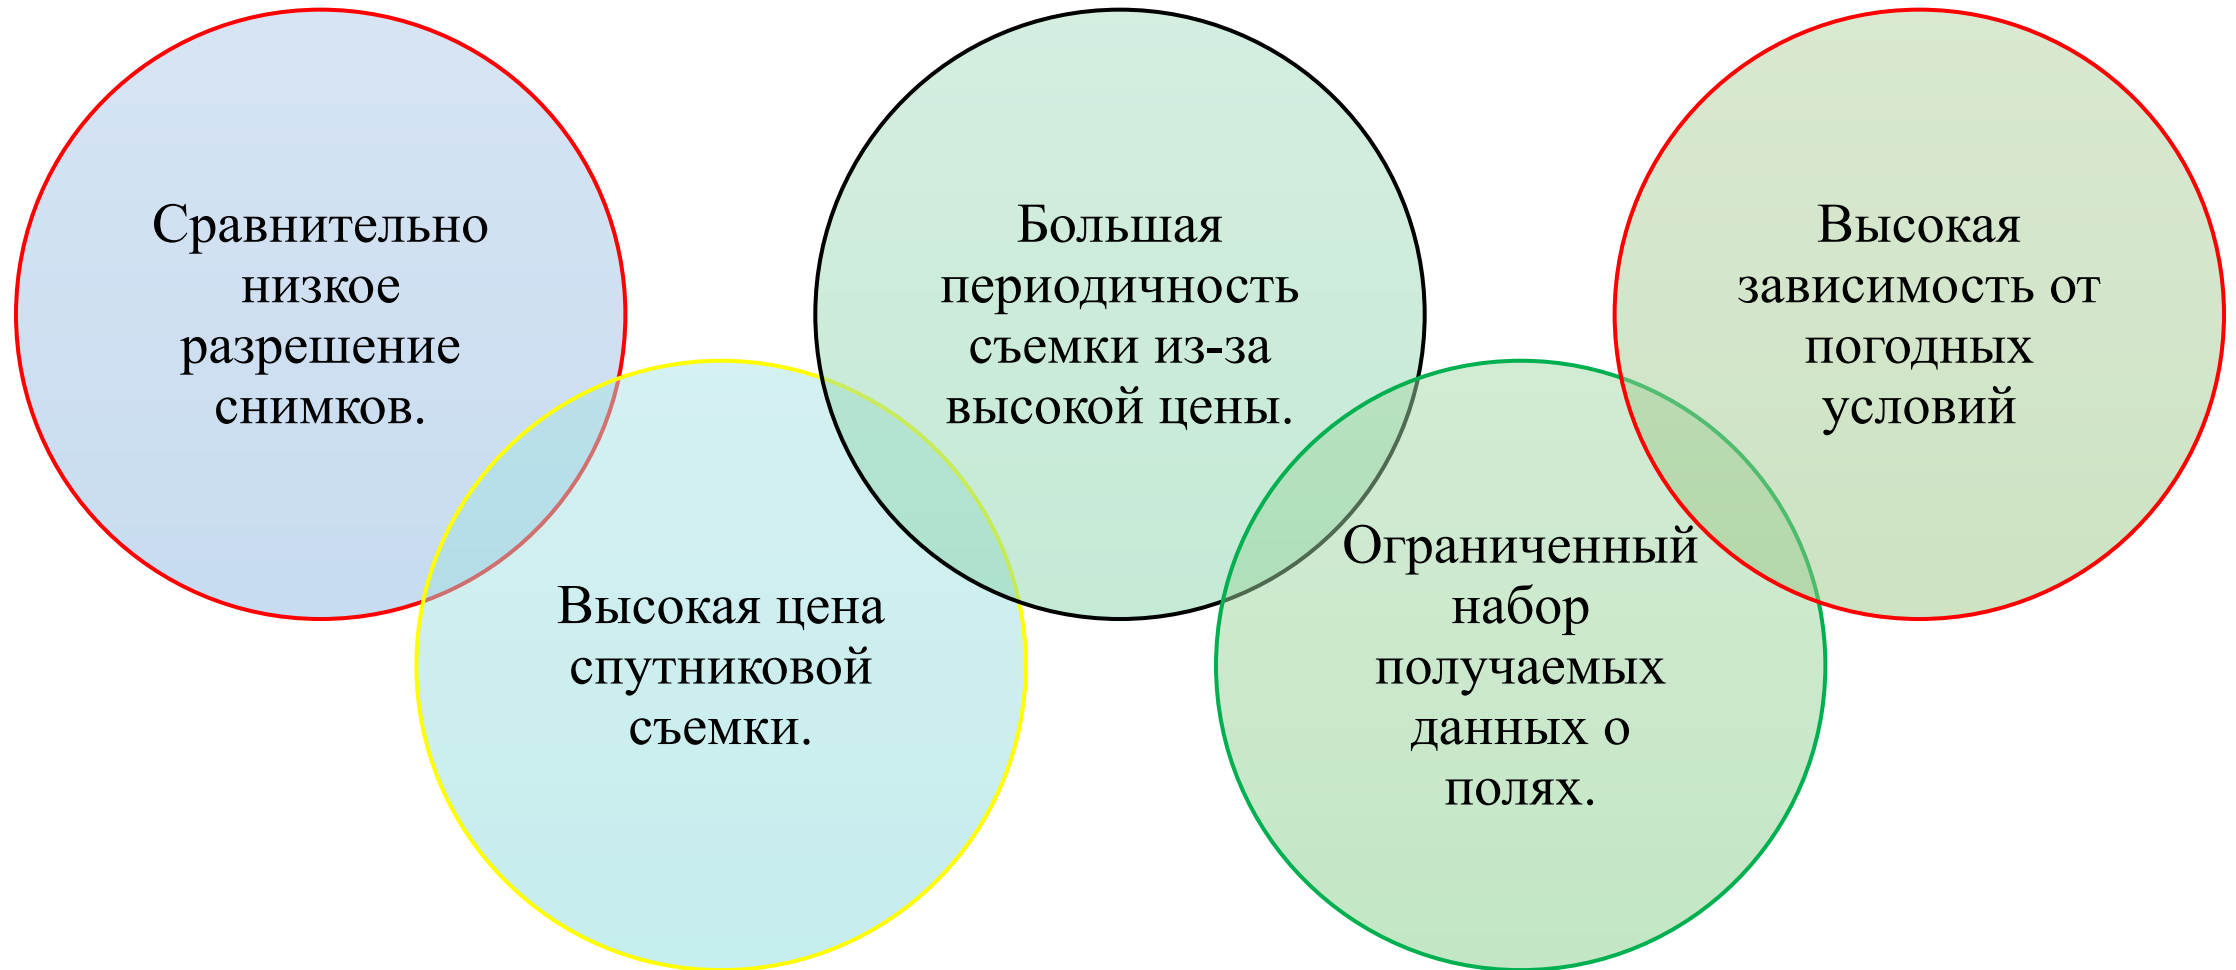 Сравнительно
низкое
разрешение
снимков.
Высокая цена
спутниковой
съемки.
Большая
периодичность
съемки из-за
высокой цены.
Ограниченный
набор
получаемых
данных о
полях.
Высокая
зависимость от
погодных
условий